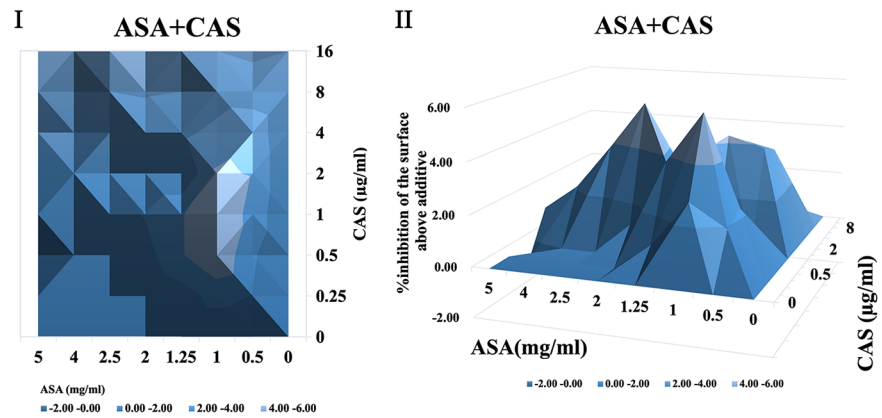 I
ASA+CAS
16
8
4
2
1
0.5
0.25
0
CAS (µg/ml)
5 4 2.5 2 1.25 1 0.5 0
ASA (mg/ml)
-2.00 -0.00 0.00 -2.00 2.00 -4.00 4.00 -6.00
II
ASA+CAS
%inhibition of the surface
above additive
6.00
4.00
2.00
0.00
-2.00
5 4 2.5 2 1.25 1 0.5 0
ASA(mg/ml)
8
2
0.5
0
CAS (µg/ml)
-2.00 -0.00 0.00 -2.00 2.00 -4.00 4.00 -6.00